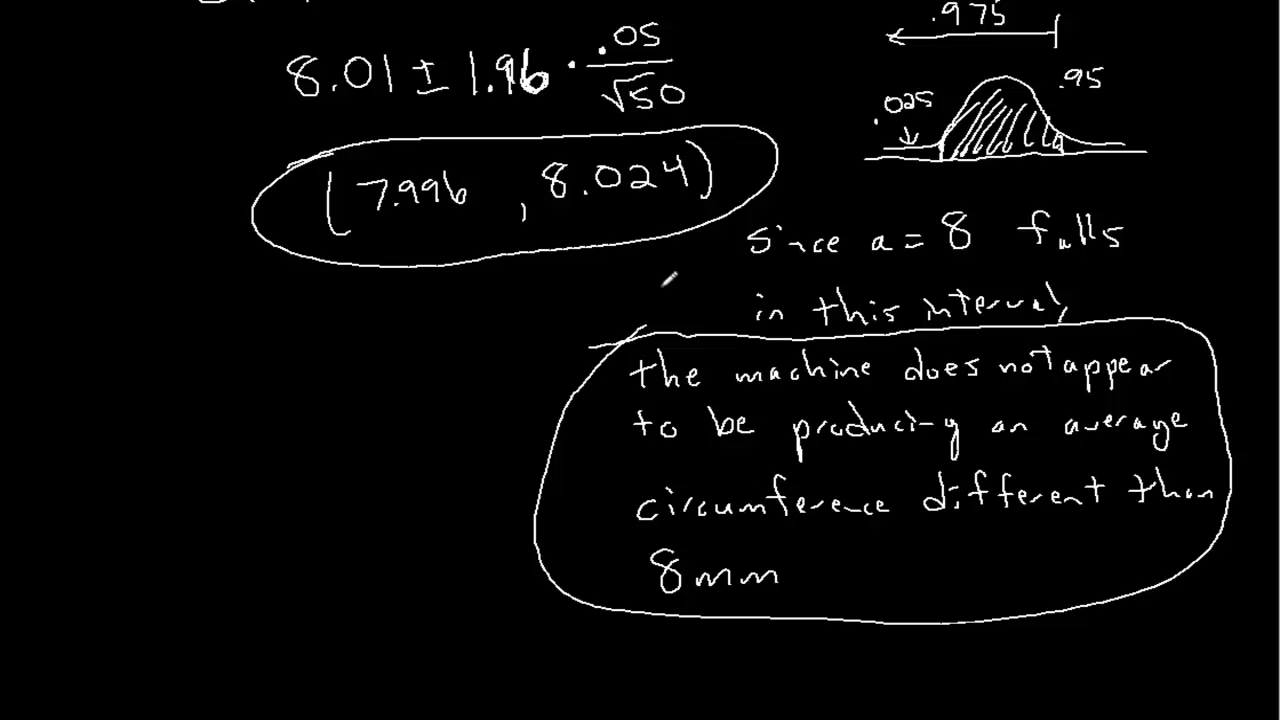 .975
8.01 ± 1.96 · .05/√50
.95
.025
(7.996, 8.024)
since a = 8 falls
in this interval,
the machine does not appear
to be producing an average
circumference different than
8mm